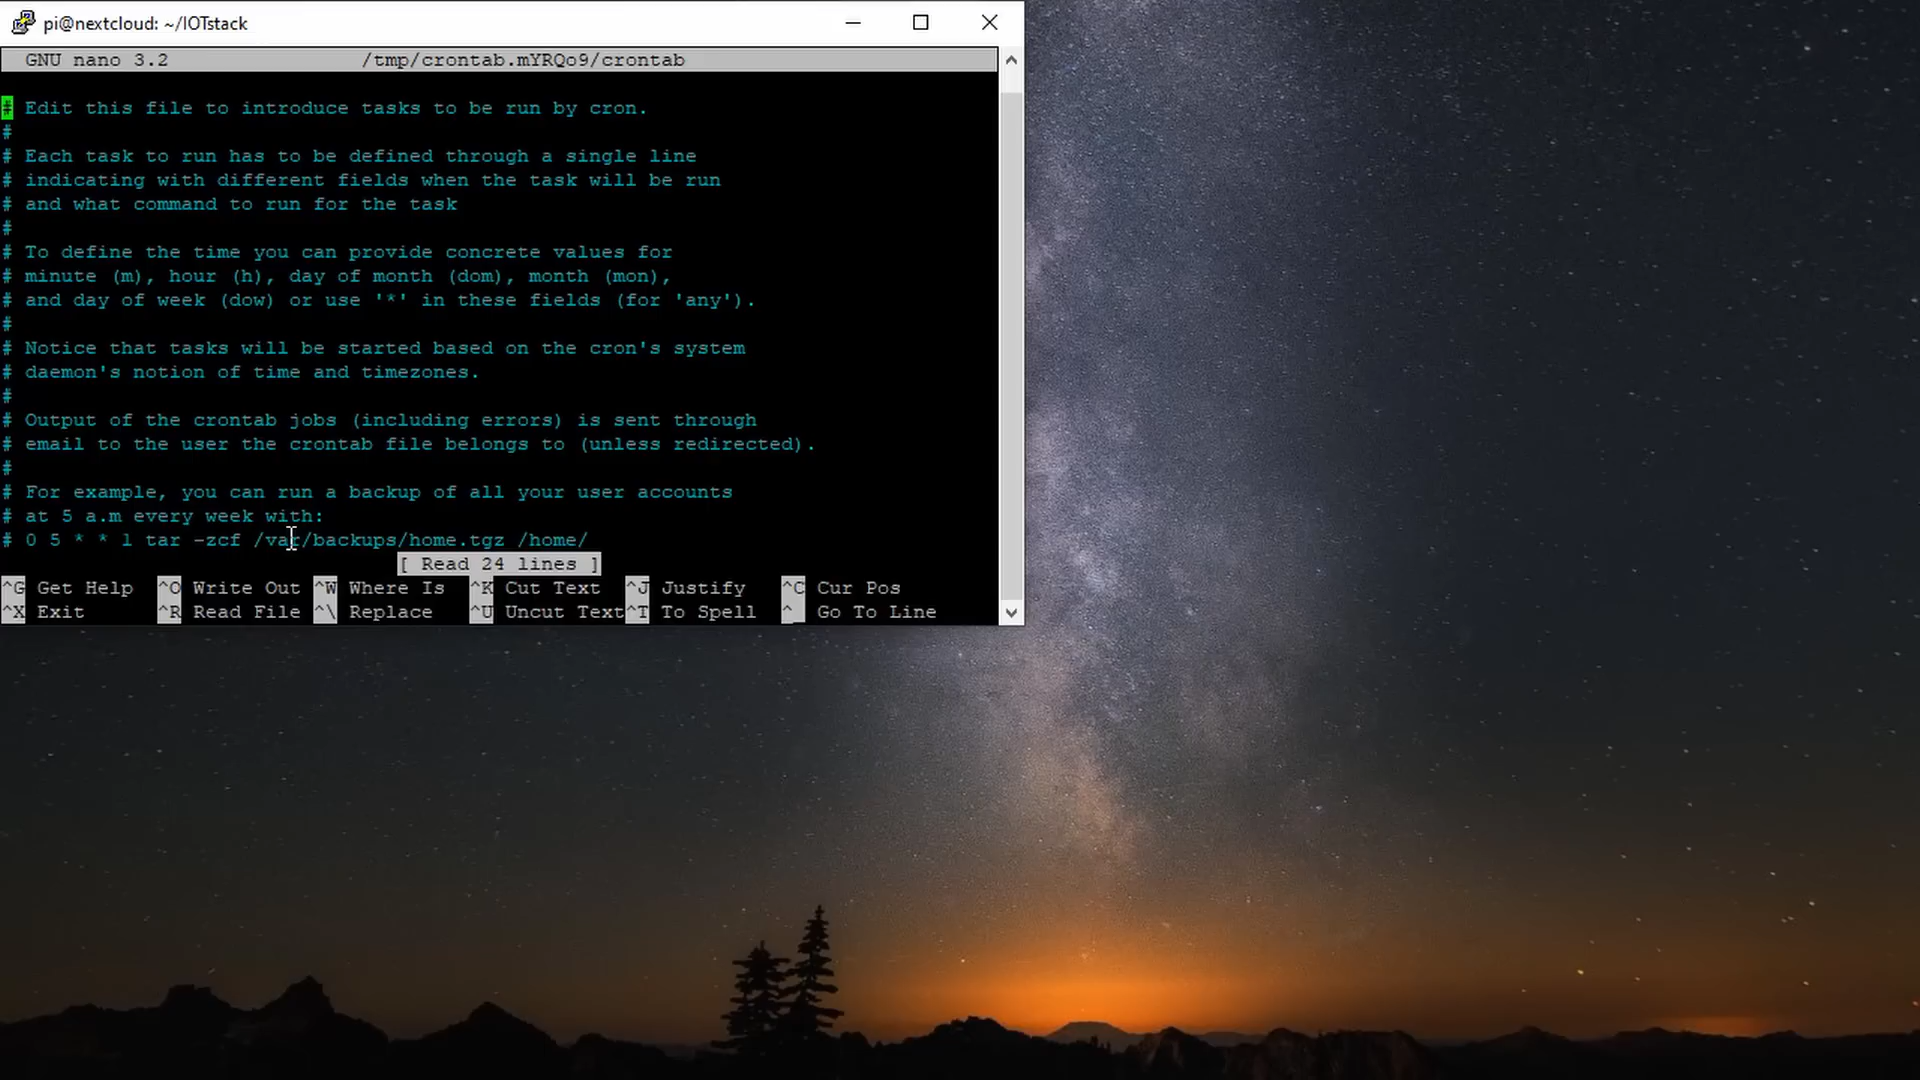 pi@nextcloud: ~/IOTstack
GNU nano 3.2 /tmp/crontab.mYRQo9/crontab
# Edit this file to introduce tasks to be run by cron.
#
# Each task to run has to be defined through a single line
# indicating with different fields when the task will be run
# and what command to run for the task
#
# To define the time you can provide concrete values for
# minute (m), hour (h), day of month (dom), month (mon),
# and day of week (dow) or use '*' in these fields (for 'any').
#
# Notice that tasks will be started based on the cron's system
# daemon's notion of time and timezones.
#
# Output of the crontab jobs (including errors) is sent through
# email to the user the crontab file belongs to (unless redirected).
#
# For example, you can run a backup of all your user accounts
# at 5 a.m every week with:
# 0 5 * * 1 tar -zcf /var/backups/home.tgz /home/
[ Read 24 lines ]
^G Get Help ^O Write Out ^W Where Is ^K Cut Text ^J Justify ^C Cur Pos
^X Exit ^R Read File ^\ Replace ^U Uncut Text ^T To Spell ^_ Go To Line